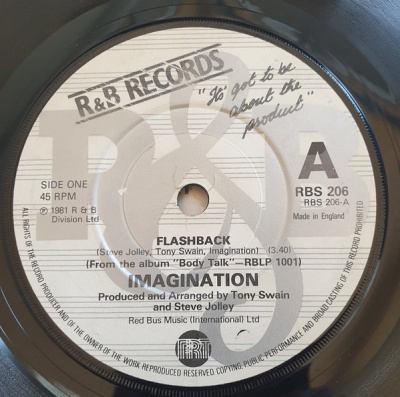 R&B RECORDS
"It's got to be
about the
product"
A
SIDE ONE
45 RPM
℗ 1981 R & B
Division Ltd
RBS 206
RBS 206-A
Made in England
FLASHBACK
(Steve Jolley, Tony Swain, Imagination) (3.40)
(From the album "Body Talk"—RBLP 1001)
IMAGINATION
Produced and Arranged by Tony Swain
and Steve Jolley
Red Bus Music (International) Ltd
PRT
ALL RIGHTS OF THE RECORD PRODUCER AND OF THE OWNER OF THE WORK REPRODUCED RESERVED. COPYING, PUBLIC PERFORMANCE AND BROADCASTING OF THIS RECORD PROHIBITED
R&B